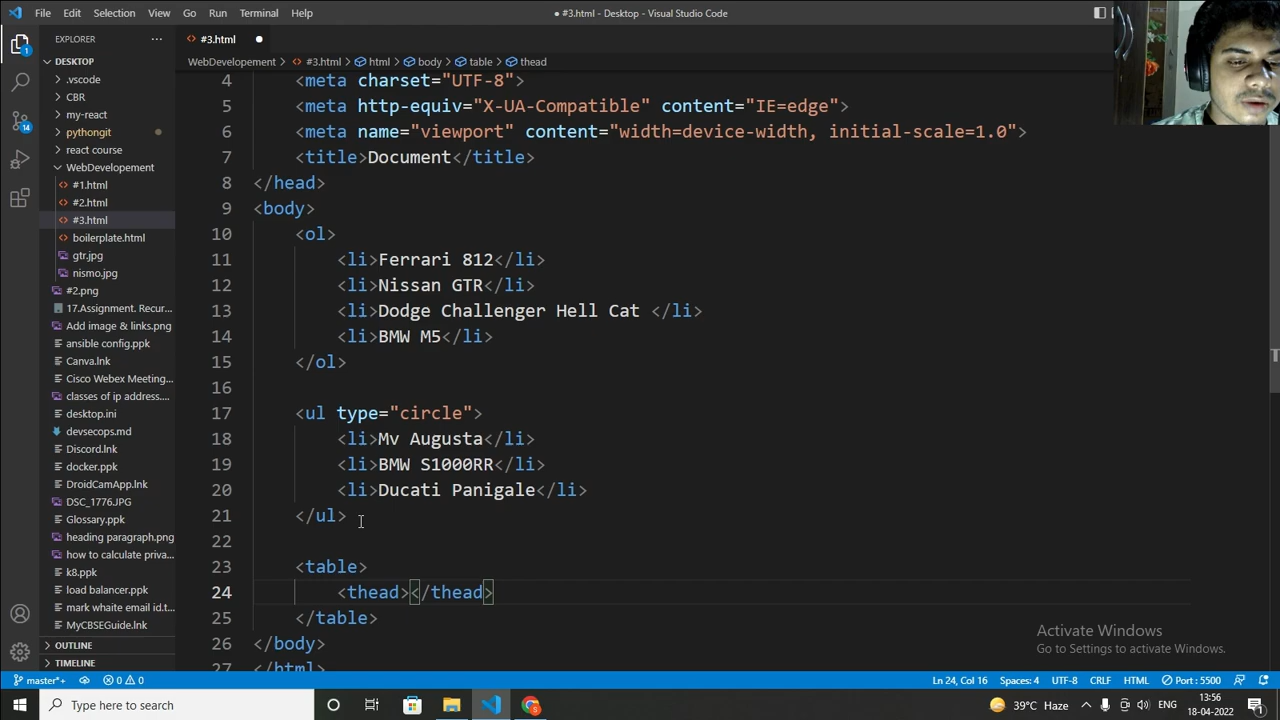 File Edit Selection View Go Run Terminal Help
● #3.html - Desktop - Visual Studio Code
EXPLORER
DESKTOP
.vscode
CBR
my-react
pythongit
react course
WebDevelopement
#1.html
#2.html
#3.html
boilerplate.html
gtr.jpg
nismo.jpg
#2.png
17.Assignment. Recur...
Add image & links.png
ansible config.ppk
Canva.lnk
Cisco Webex Meeting...
classes of ip address....
desktop.ini
devsecops.md
Discord.lnk
docker.ppk
DroidCamApp.lnk
DSC_1776.JPG
Glossary.ppk
heading paragraph.png
how to calculate priva...
k8.ppk
load balancer.ppk
mark whaite email id.t...
MyCBSEGuide.lnk
OUTLINE
TIMELINE
1
14
#3.html
WebDevelopement > #3.html > html > body > table > thead
4 <meta charset="UTF-8">
5 <meta http-equiv="X-UA-Compatible" content="IE=edge">
6 <meta name="viewport" content="width=device-width, initial-scale=1.0">
7 <title>Document</title>
8 </head>
9 <body>
10 <ol>
11 <li>Ferrari 812</li>
12 <li>Nissan GTR</li>
13 <li>Dodge Challenger Hell Cat </li>
14 <li>BMW M5</li>
15 </ol>
16
17 <ul type="circle">
18 <li>Mv Augusta</li>
19 <li>BMW S1000RR</li>
20 <li>Ducati Panigale</li>
21 </ul>
22
23 <table>
24 <thead></thead>
25 </table>
26 </body>
27 </html>
Activate Windows
Go to Settings to activate Windows.
master*+ 0 0 Ln 24, Col 16 Spaces: 4 UTF-8 CRLF HTML Port : 5500
Type here to search
39°C Haze ENG
13:56
18-04-2022
1